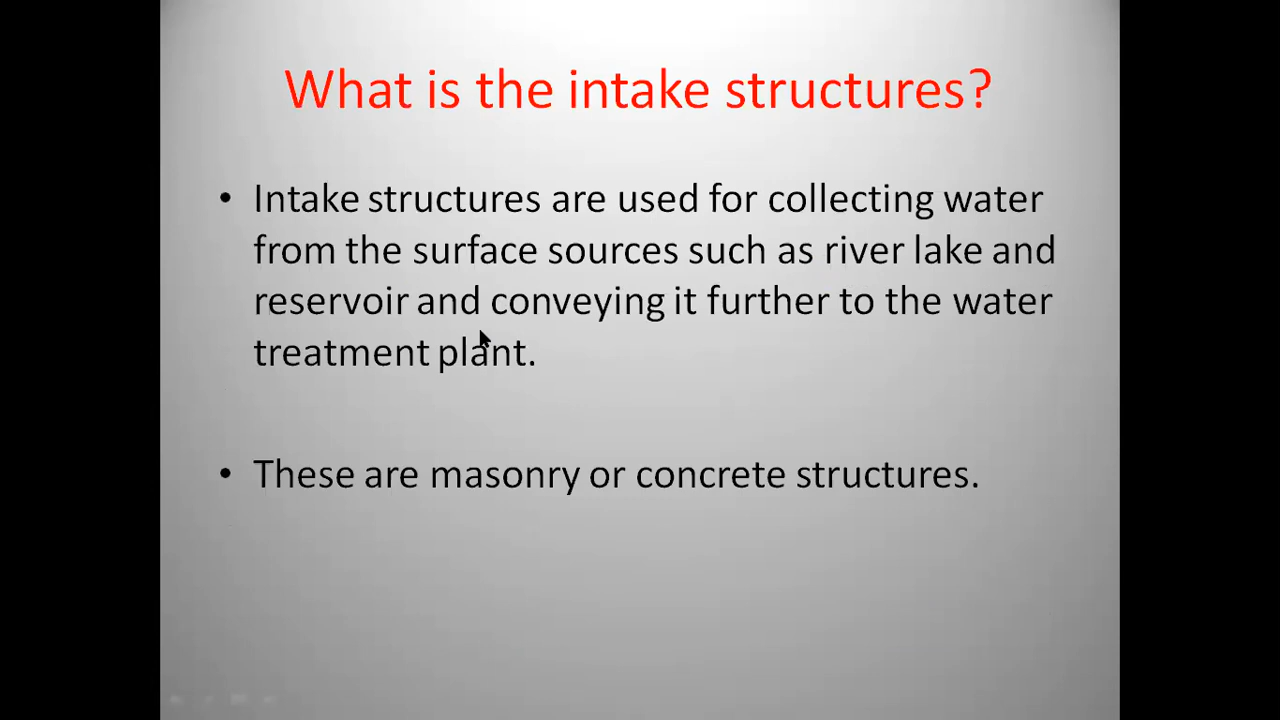 What is the intake structures?
• Intake structures are used for collecting water
from the surface sources such as river lake and
reservoir and conveying it further to the water
treatment plant.
• These are masonry or concrete structures.